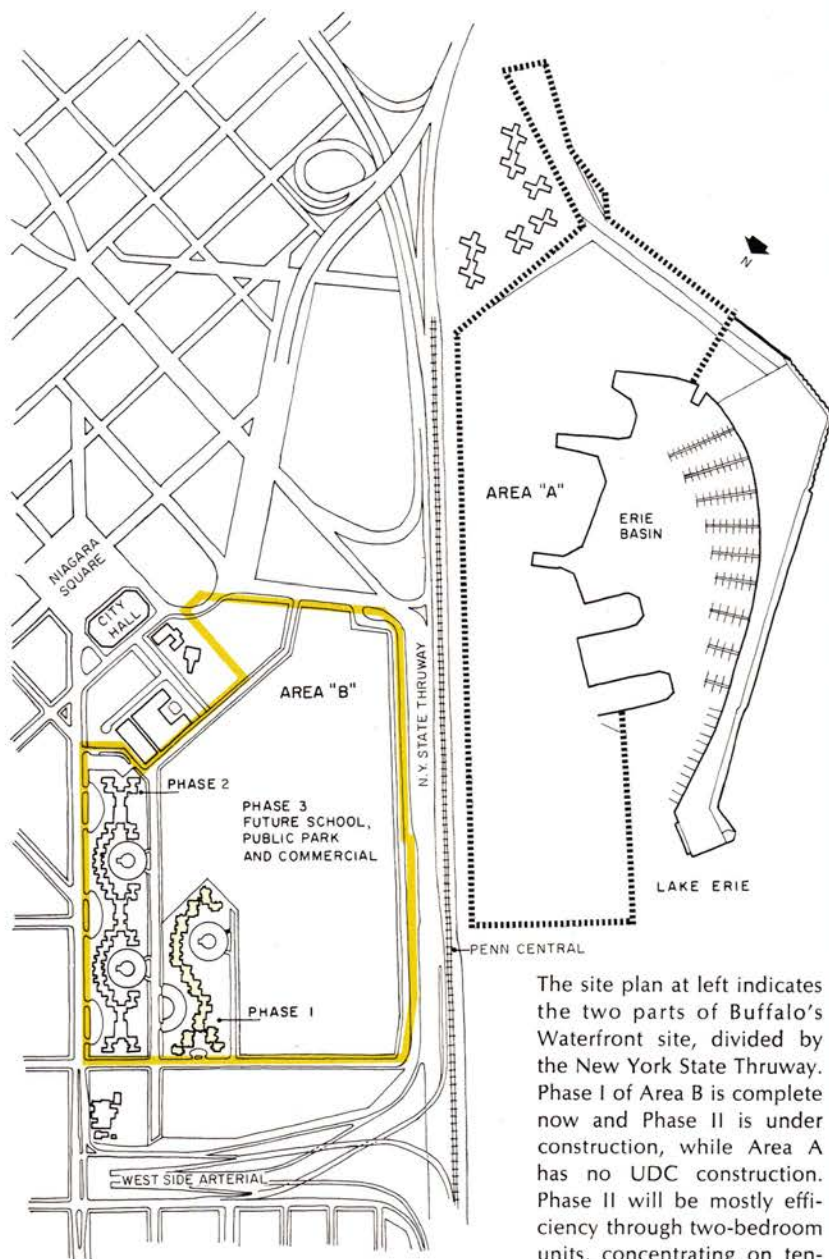 N
AREA "A"
ERIE
BASIN
NIAGARA
SQUARE
CITY
HALL
AREA "B"
N.Y. STATE THRUWAY
PHASE 2
PHASE 3
FUTURE SCHOOL,
PUBLIC PARK
AND COMMERCIAL
LAKE ERIE
PENN CENTRAL
PHASE I
WEST SIDE ARTERIAL
The site plan at left indicates
the two parts of Buffalo's
Waterfront site, divided by
the New York State Thruway.
Phase I of Area B is complete
now and Phase II is under
construction, while Area A
has no UDC construction.
Phase II will be mostly effi-
ciency through two-bedroom
units, concentrating on ten-